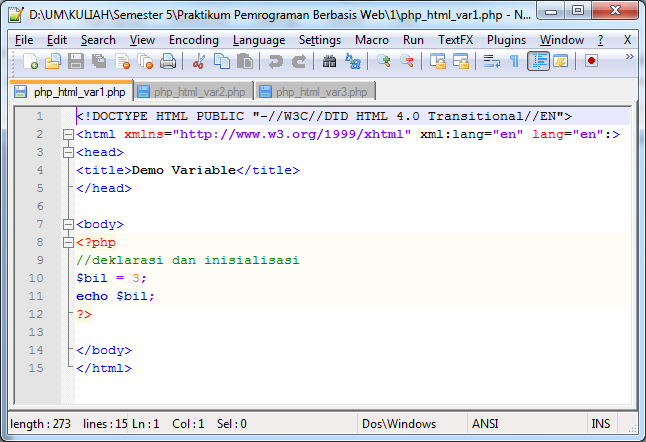 D:\UM\KULIAH\Semester 5\Praktikum Pemrograman Berbasis Web\1\php_html_var1.php - N...
File Edit Search View Encoding Language Settings Macro Run TextFX Plugins Window ? X
php_html_var1.php php_html_var2.php php_html_var3.php
1 <!DOCTYPE HTML PUBLIC "-//W3C//DTD HTML 4.0 Transitional//EN">
2 <html xmlns="http://www.w3.org/1999/xhtml" xml:lang="en" lang="en":>
3 <head>
4 <title>Demo Variable</title>
5 </head>
6
7 <body>
8 <?php
9 //deklarasi dan inisialisasi
10 $bil = 3;
11 echo $bil;
12 ?>
13
14 </body>
15 </html>
length : 273 lines : 15 Ln : 1 Col : 1 Sel : 0 Dos\Windows ANSI INS